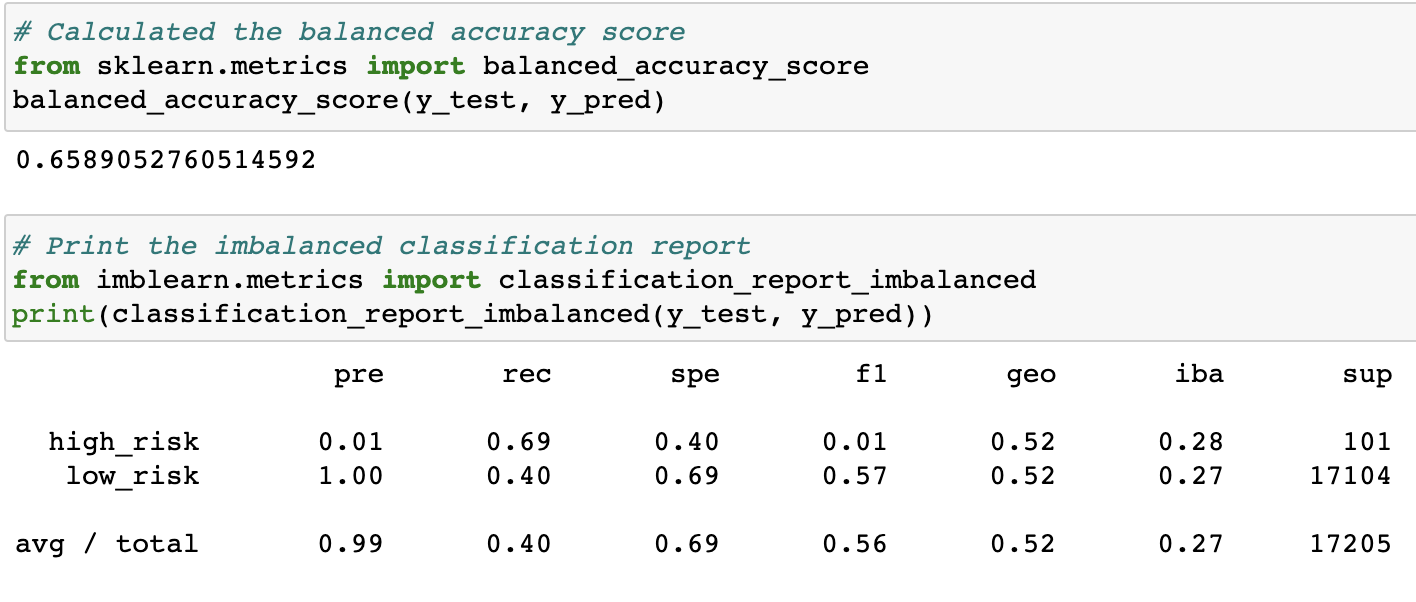 # Calculated the balanced accuracy score
from sklearn.metrics import balanced_accuracy_score
balanced_accuracy_score(y_test, y_pred)
0.6589052760514592
# Print the imbalanced classification report
from imblearn.metrics import classification_report_imbalanced
print(classification_report_imbalanced(y_test, y_pred))
pre rec spe f1 geo iba sup
high_risk 0.01 0.69 0.40 0.01 0.52 0.28 101
low_risk 1.00 0.40 0.69 0.57 0.52 0.27 17104
avg / total 0.99 0.40 0.69 0.56 0.52 0.27 17205